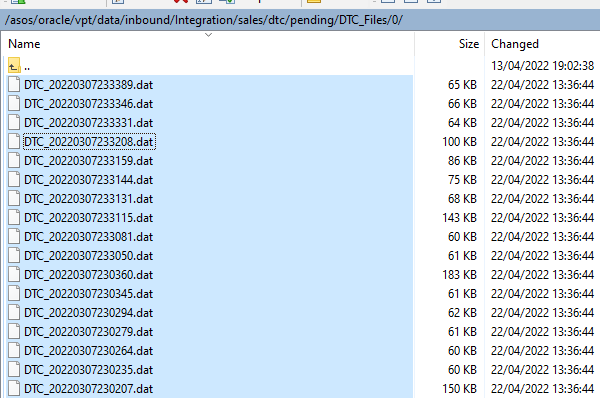 /asos/oracle/vpt/data/inbound/Integration/sales/dtc/pending/DTC_Files/0/
Name Size Changed
.. 13/04/2022 19:02:38
DTC_20220307233389.dat 65 KB 22/04/2022 13:36:44
DTC_20220307233346.dat 66 KB 22/04/2022 13:36:44
DTC_20220307233331.dat 64 KB 22/04/2022 13:36:44
DTC_20220307233208.dat 100 KB 22/04/2022 13:36:44
DTC_20220307233159.dat 86 KB 22/04/2022 13:36:44
DTC_20220307233144.dat 75 KB 22/04/2022 13:36:44
DTC_20220307233131.dat 68 KB 22/04/2022 13:36:44
DTC_20220307233115.dat 143 KB 22/04/2022 13:36:44
DTC_20220307233081.dat 60 KB 22/04/2022 13:36:44
DTC_20220307233050.dat 61 KB 22/04/2022 13:36:44
DTC_20220307230360.dat 183 KB 22/04/2022 13:36:44
DTC_20220307230345.dat 61 KB 22/04/2022 13:36:44
DTC_20220307230294.dat 62 KB 22/04/2022 13:36:44
DTC_20220307230279.dat 61 KB 22/04/2022 13:36:44
DTC_20220307230264.dat 60 KB 22/04/2022 13:36:44
DTC_20220307230235.dat 60 KB 22/04/2022 13:36:44
DTC_20220307230207.dat 150 KB 22/04/2022 13:36:44